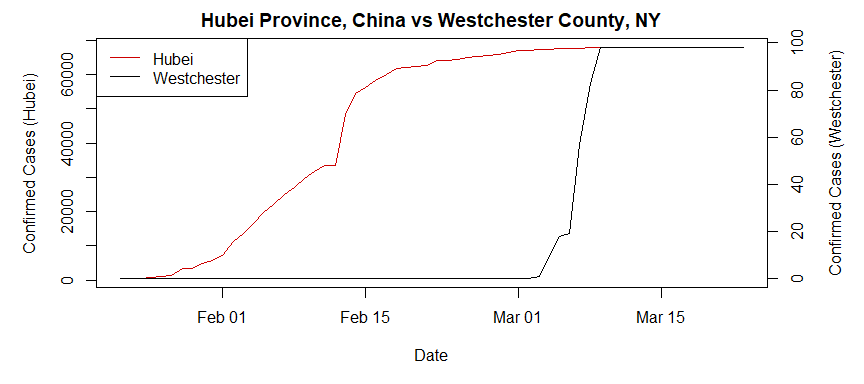 Hubei Province, China vs Westchester County, NY
Hubei
Westchester
Confirmed Cases (Hubei)
60000
40000
20000
0
100
80
60
40
20
0
Confirmed Cases (Westchester)
Feb 01
Feb 15
Mar 01
Mar 15
Date